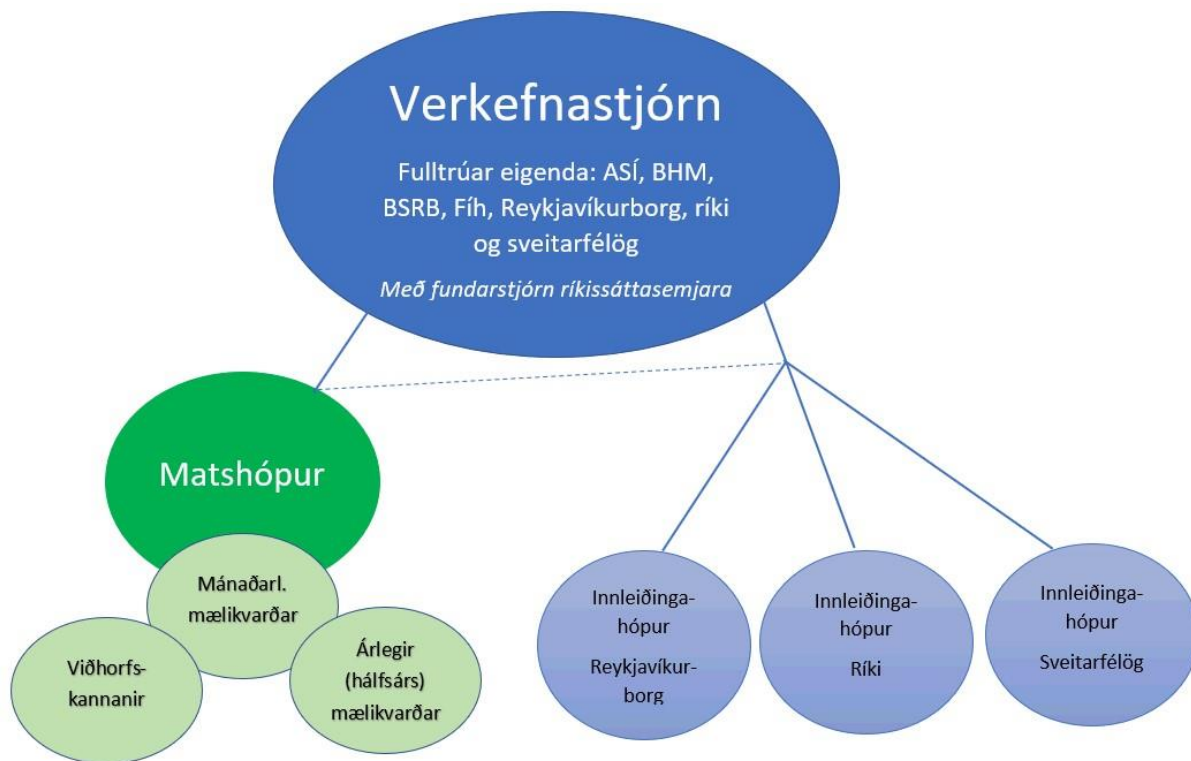 Verkefnastjórn
Fulltrúar eigenda: ASÍ, BHM,
BSRB, Fíh, Reykjavíkurborg, ríki
og sveitarfélög
Með fundarstjórn ríkissáttasemjara
Matshópur
Mánaðarl.
mælikvarðar
Viðhorfs-
kannanir
Árlegir
(hálfsárs)
mælikvarðar
Innleiðinga-
hópur
Reykjavíkur-
borg
Innleiðinga-
hópur
Ríki
Innleiðinga-
hópur
Sveitarfélög